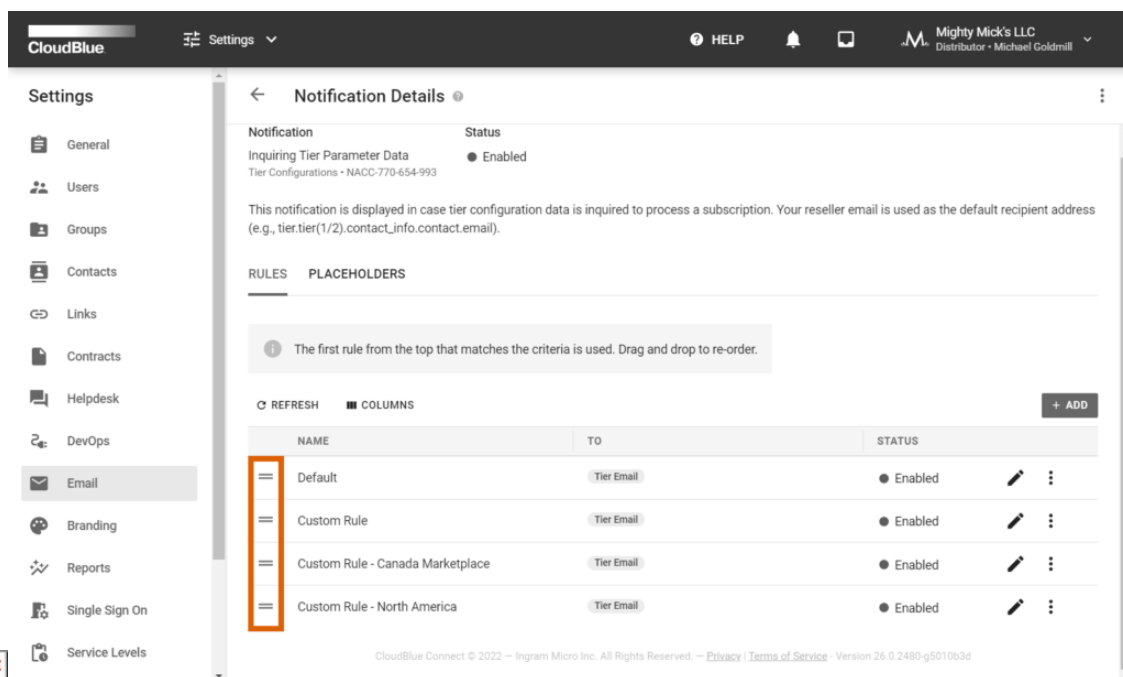 CloudBlue
Settings
HELP
Mighty Mick's LLC
Distributor • Michael Goldmill
Settings
General
Users
Groups
Contacts
Links
Contracts
Helpdesk
DevOps
Email
Branding
Reports
Single Sign On
Service Levels
Notification Details
Notification
Status
Inquiring Tier Parameter Data
Enabled
Tier Configurations • NACC-770-654-993
This notification is displayed in case tier configuration data is inquired to process a subscription. Your reseller email is used as the default recipient address
(e.g., tier.tier(1/2).contact_info.contact.email).
RULES PLACEHOLDERS
The first rule from the top that matches the criteria is used. Drag and drop to re-order.
REFRESH COLUMNS + ADD
NAME TO STATUS
Default Tier Email Enabled
Custom Rule Tier Email Enabled
Custom Rule - Canada Marketplace Tier Email Enabled
Custom Rule - North America Tier Email Enabled
CloudBlue Connect © 2022 — Ingram Micro Inc. All Rights Reserved. — Privacy | Terms of Service - Version 26.0.2480-g5010b3d